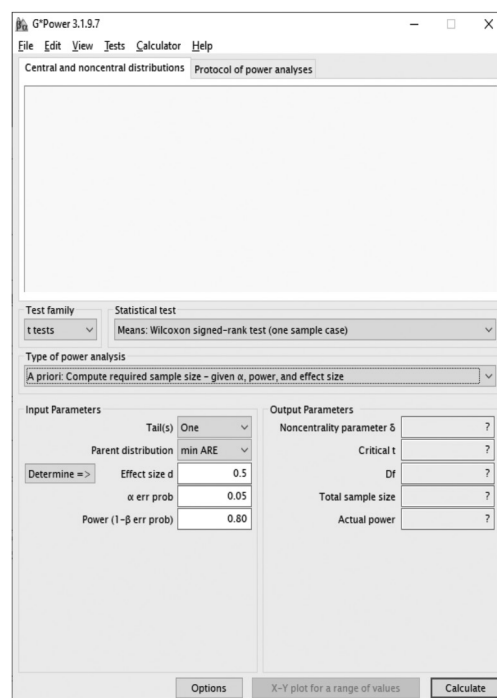 G*Power 3.1.9.7
File Edit View Tests Calculator Help
Central and noncentral distributions Protocol of power analyses
Test family Statistical test
t tests Means: Wilcoxon signed-rank test (one sample case)
Type of power analysis
A priori: Compute required sample size - given α, power, and effect size
Input Parameters Output Parameters
Tail(s) One Noncentrality parameter δ ?
Parent distribution min ARE Critical t ?
Determine => Effect size d 0.5 Df ?
α err prob 0.05 Total sample size ?
Power (1-β err prob) 0.80 Actual power ?
Options X-Y plot for a range of values Calculate